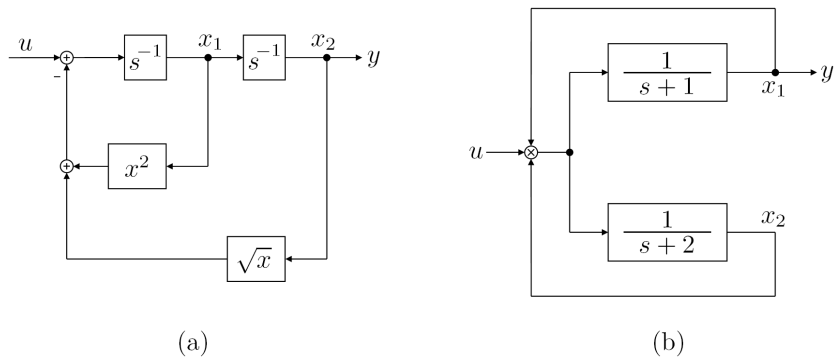 u + s⁻¹ x₁ s⁻¹ x₂ y
-
+ x²
√x
(a)
1/(s + 1) y
x₁
u ×
x₂
1/(s + 2)
(b)